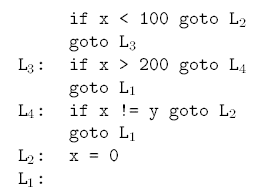 if x < 100 goto L₂
goto L₃
L₃: if x > 200 goto L₄
goto L₁
L₄: if x != y goto L₂
goto L₁
L₂: x = 0
L₁: